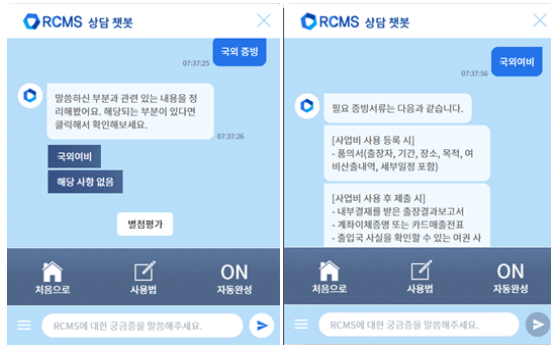 RCMS 상담 챗봇
국외 증빙
07:37:25
말씀하신 부분과 관련 있는 내용을 정
리해봤어요. 해당되는 부분이 있다면
클릭해서 확인해보세요.
07:37:26
국외여비
해당 사항 없음
별점평가
처음으로
사용법
ON
자동완성
RCMS에 대한 궁금증을 말씀해주세요.
RCMS 상담 챗봇
국외여비
07:37:56
필요 증빙서류는 다음과 같습니다.
[사업비 사용 등록 시]
- 품의서(출장자, 기간, 장소, 목적, 여
비산출내역, 세부일정 포함)
[사업비 사용 후 제출 시]
- 내부결재를 받은 출장결과보고서
- 계좌이체증명 또는 카드매출전표
- 출입국 사실을 확인할 수 있는 여권 사
처음으로
사용법
ON
자동완성
RCMS에 대한 궁금증을 말씀해주세요.